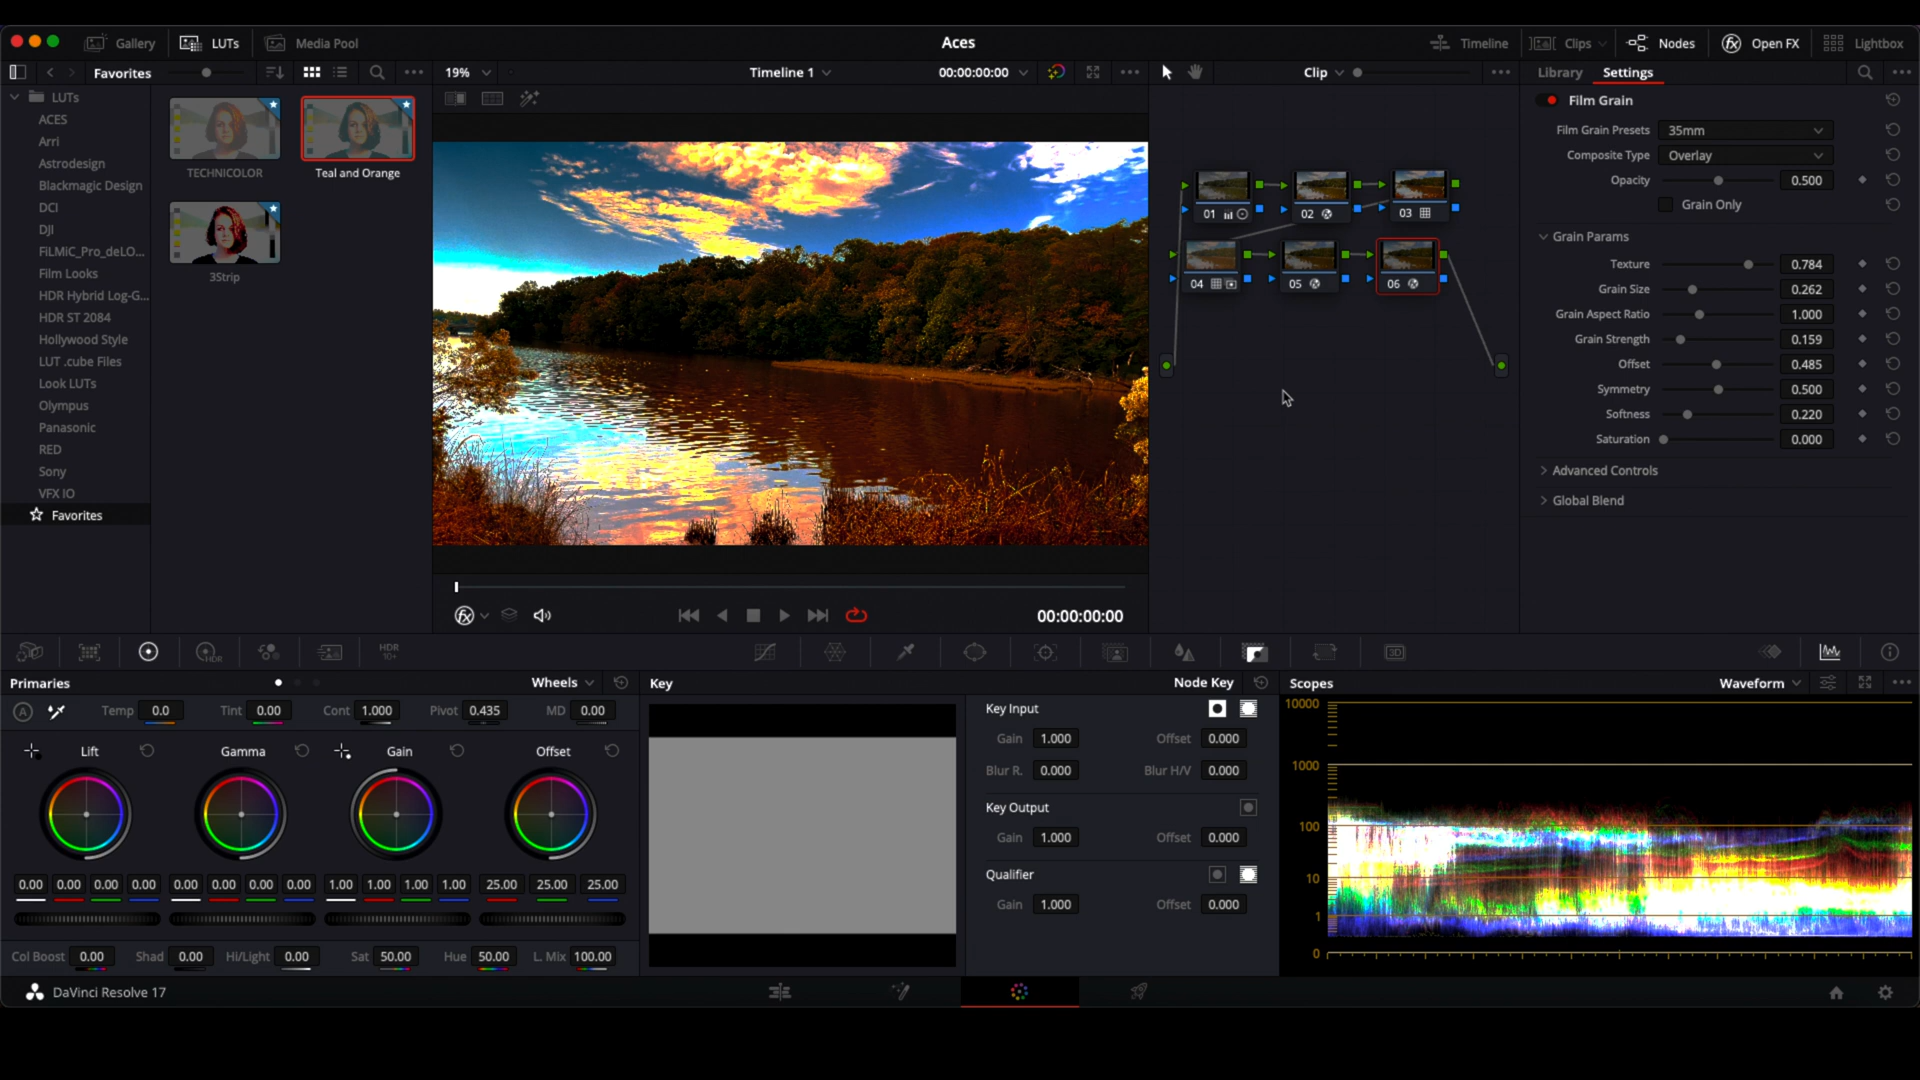 Gallery LUTs Media Pool Aces Timeline Clips Nodes Open FX Lightbox
Favorites 19% Timeline 1 00:00:00:00 Clip Library Settings
LUTs
ACES
Arri
Astrodesign
Blackmagic Design
DCI
DJI
FiLMiC_Pro_deLO...
Film Looks
HDR Hybrid Log-G...
HDR ST 2084
Hollywood Style
LUT .cube Files
Look LUTs
Olympus
Panasonic
RED
Sony
VFX IO
Favorites
TECHNICOLOR Teal and Orange
3Strip
01 02 03
04 05 06
Film Grain
Film Grain Presets 35mm
Composite Type Overlay
Opacity 0.500
Grain Only
Grain Params
Texture 0.784
Grain Size 0.262
Grain Aspect Ratio 1.000
Grain Strength 0.159
Offset 0.485
Symmetry 0.500
Softness 0.220
Saturation 0.000
Advanced Controls
Global Blend
00:00:00:00
HDR HDR 10+ 3D
Primaries Wheels
Temp 0.0 Tint 0.00 Cont 1.000 Pivot 0.435 MD 0.00
A
Lift Gamma Gain Offset
0.00 0.00 0.00 0.00 0.00 0.00 0.00 0.00 1.00 1.00 1.00 1.00 25.00 25.00 25.00
Col Boost 0.00 Shad 0.00 Hi/Light 0.00 Sat 50.00 Hue 50.00 L. Mix 100.00
Key Node Key
Key Input
Gain 1.000 Offset 0.000
Blur R. 0.000 Blur H/V 0.000
Key Output
Gain 1.000 Offset 0.000
Qualifier
Gain 1.000 Offset 0.000
Scopes Waveform
10000
1000
100
10
1
0
DaVinci Resolve 17